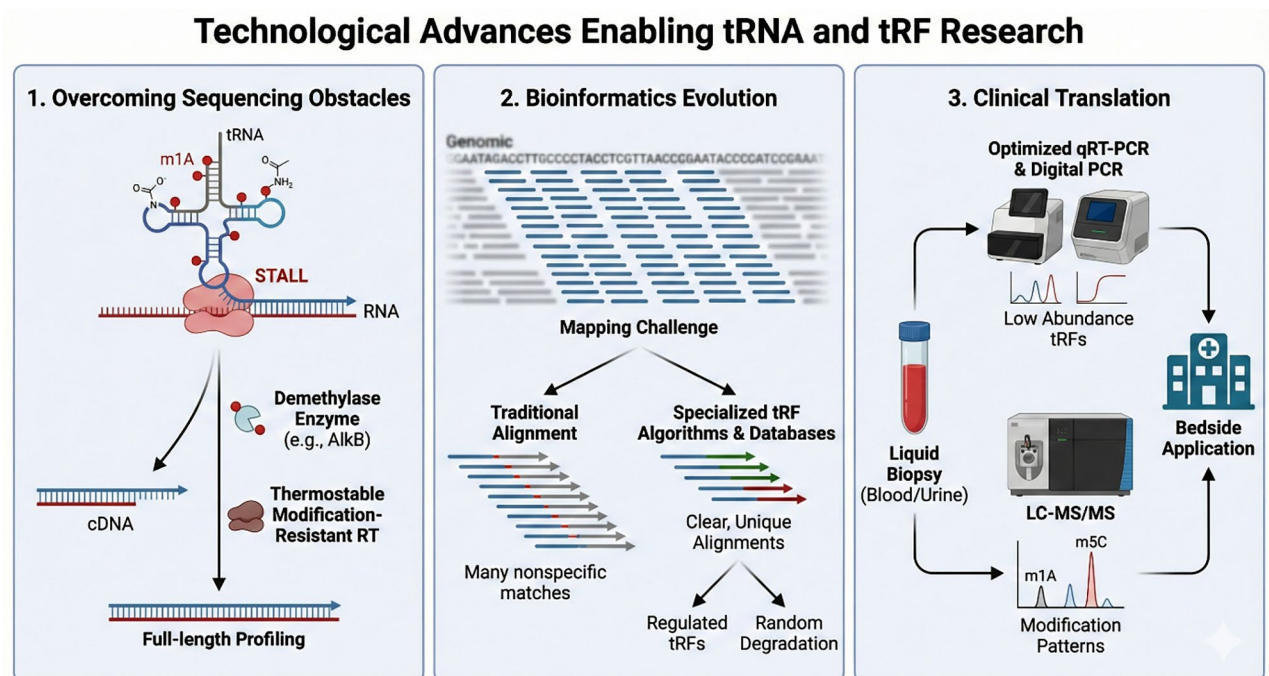 Technological Advances Enabling tRNA and tRF Research
1. Overcoming Sequencing Obstacles
tRNA
m1A
O
O⁻
N
O
NH₂
STALL
RNA
Demethylase
Enzyme
(e.g., AlkB)
cDNA
Thermostable
Modification-
Resistant RT
Full-length Profiling
2. Bioinformatics Evolution
Genomic
Mapping Challenge
Traditional
Alignment
Many nonspecific
matches
Specialized tRF
Algorithms & Databases
Clear, Unique
Alignments
Regulated
tRFs
Random
Degradation
3. Clinical Translation
Optimized qRT-PCR
& Digital PCR
Low Abundance
tRFs
Liquid
Biopsy
(Blood/Urine)
LC-MS/MS
m1A
m5C
Modification
Patterns
Bedside
Application